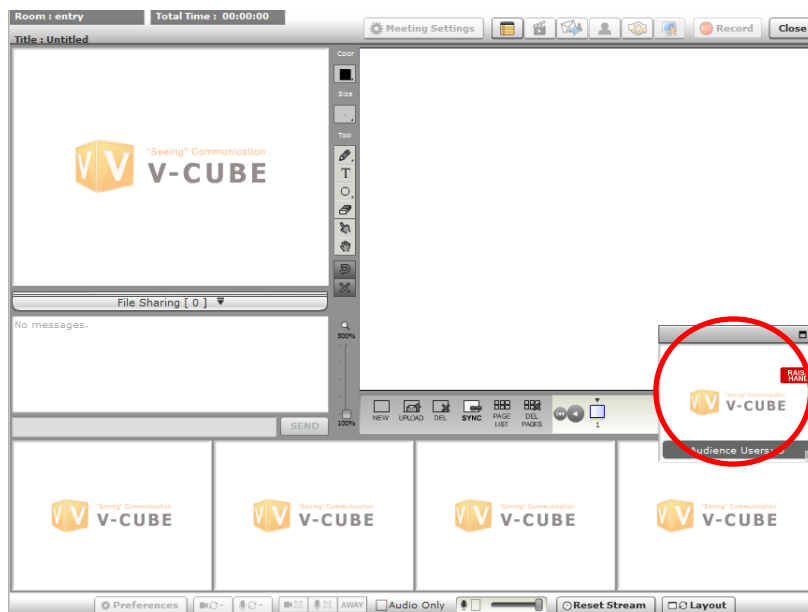 Room : entry
Total Time : 00:00:00
Title : Untitled
Meeting Settings
Record
Close
Color
Size
Tool
T
"Seeing" Communication
V-CUBE
File Sharing [ 0 ]
No messages.
SEND
500%
100%
NEW
UPLOAD
DEL
SYNC
PAGE
LIST
DEL
PAGES
1
RAIS
HAND
V-CUBE
Audience Users:
"Seeing" Communication
V-CUBE
"Seeing" Communication
V-CUBE
"Seeing" Communication
V-CUBE
"Seeing" Communication
V-CUBE
Preferences
AWAY
Audio Only
Reset Stream
Layout